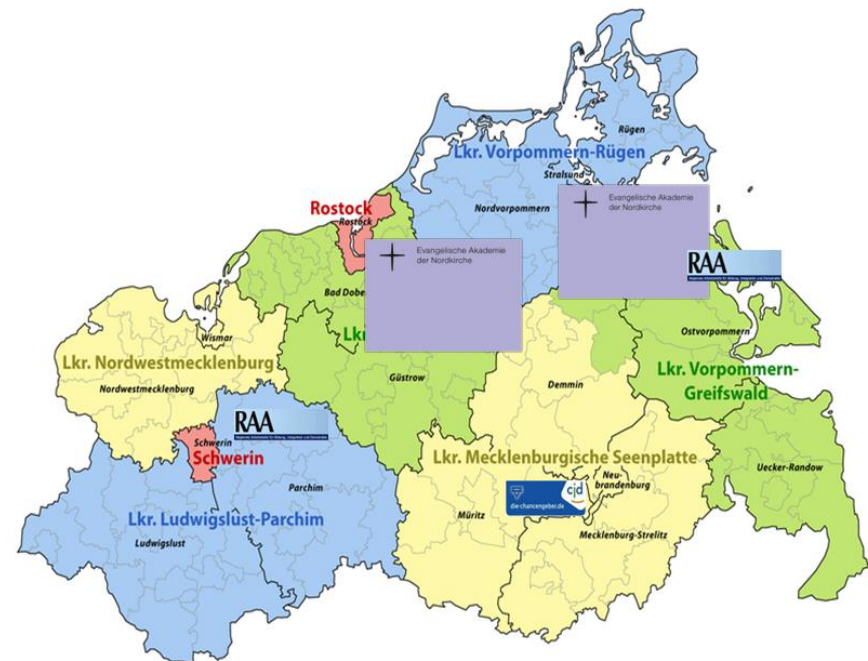 Rügen
Lkr. Vorpommern-Rügen
Stralsund
Nordvorpommern
Evangelische Akademie
der Nordkirche
Rostock
Rostock
Evangelische Akademie
der Nordkirche
RAA
Bad Dobe
Lk
Wismar
Ostvorpommern
Lkr. Nordwestmecklenburg
Nordwestmecklenburg
Güstrow
Demmin
Lkr. Vorpommern-
Greifswald
RAA
Schwerin
Schwerin
Lkr. Mecklenburgische Seenplatte
Uecker-Randow
Parchim
Neu-
brandenburg
cjd
die-chancengeber.de
Müritz
Lkr. Ludwigslust-Parchim
Ludwigslust
Mecklenburg-Strelitz